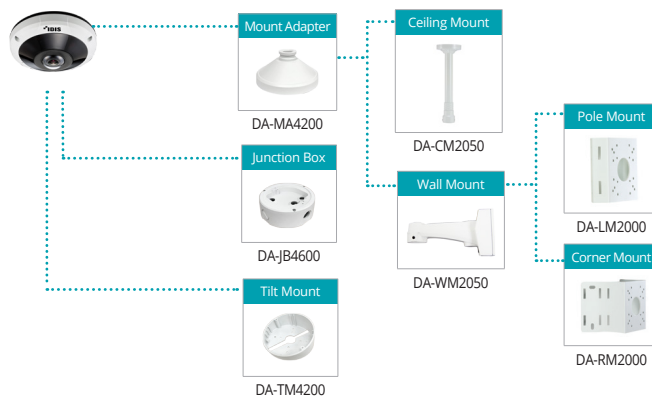 IDIS
Mount Adapter
DA-MA4200
Ceiling Mount
DA-CM2050
Junction Box
DA-JB4600
Wall Mount
DA-WM2050
Pole Mount
DA-LM2000
Corner Mount
DA-RM2000
Tilt Mount
DA-TM4200